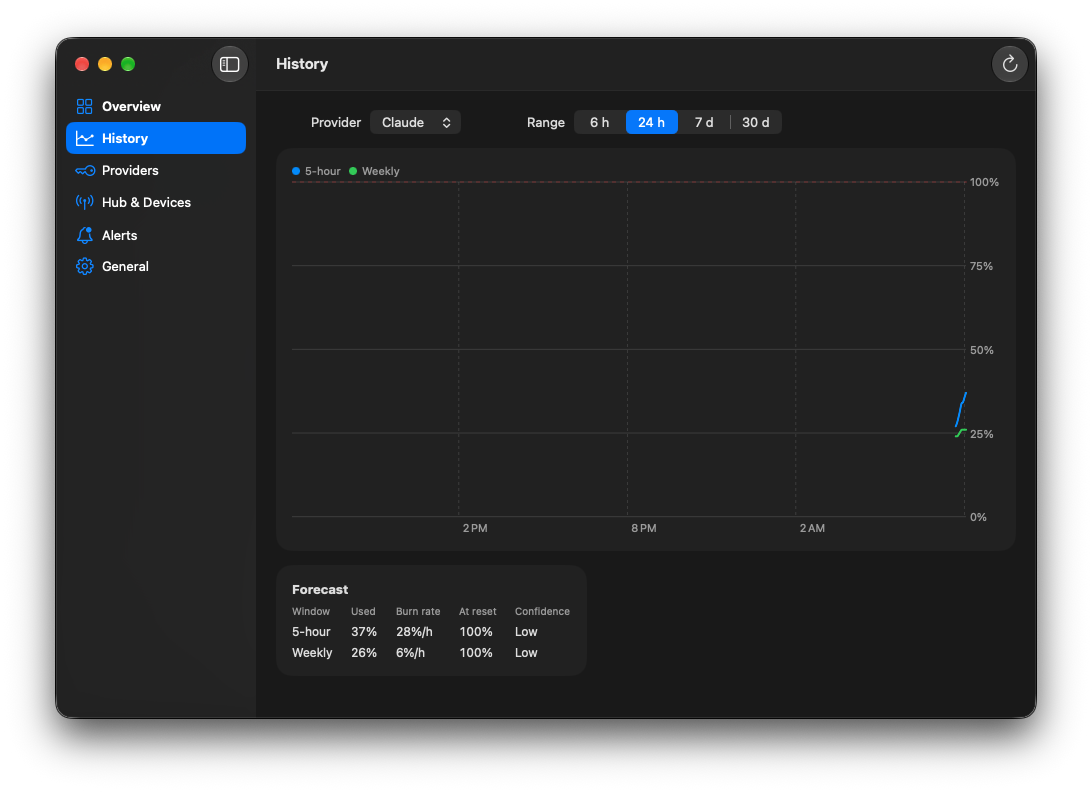 History
Overview
History
Providers
Hub & Devices
Alerts
General
Provider Claude Range 6 h 24 h 7 d 30 d
5-hour Weekly
100%
75%
50%
25%
0%
2 PM 8 PM 2 AM
Forecast
Window Used Burn rate At reset Confidence
5-hour 37% 28%/h 100% Low
Weekly 26% 6%/h 100% Low